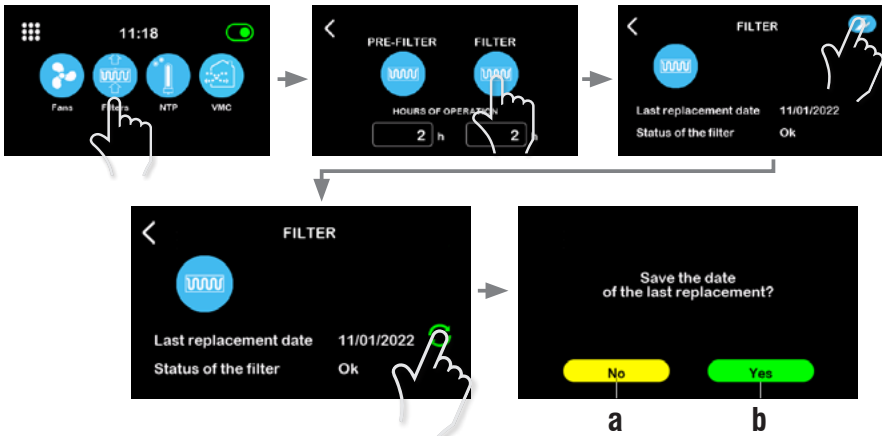 11:18
Fans Filters NTP VMC
PRE-FILTER FILTER
HOURS OF OPERATION
2 h 2
FILTER
Last replacement date 11/01/2022
Status of the filter Ok
FILTER
Last replacement date 11/01/2022
Status of the filter Ok
Save the date
of the last replacement?
No Yes
a b